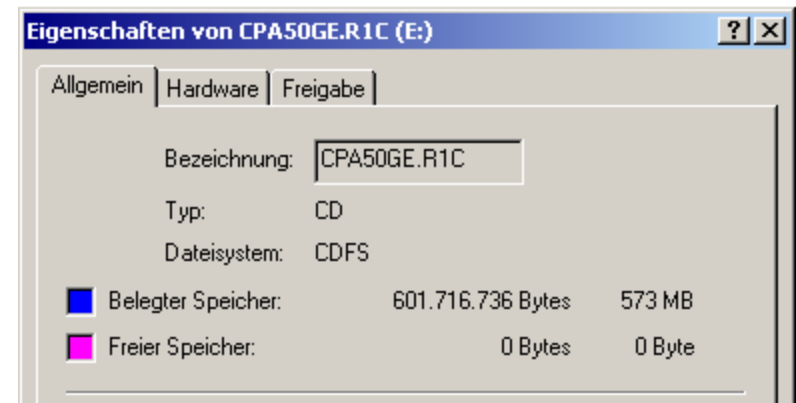 Eigenschaften von CPA50GE.R1C (E:)
Allgemein Hardware Freigabe
Bezeichnung: CPA50GE.R1C
Typ: CD
Dateisystem: CDFS
Belegter Speicher: 601.716.736 Bytes 573 MB
Freier Speicher: 0 Bytes 0 Byte